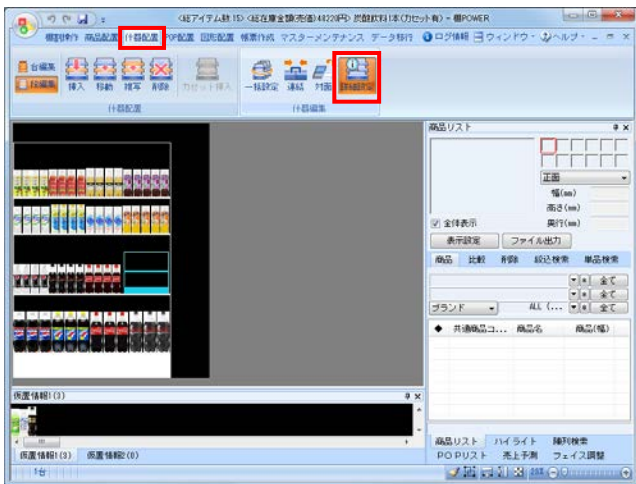 <総アイテム数:15> <総在庫金額(売価):48220円> 炭酸飲料1本(カセット有) - 棚POWER
棚割操作 商品配置 什器配置 POP配置 図形配置 帳票作成 マスターメンテナンス データ移行 ログ情報 ウィンドウ ヘルプ
台編集
段編集
挿入 移動 複写 削除 カセット挿入 一括設定 連結 対面 詳細設定
什器配置 什器編集
商品リスト
正面
幅(mm)
高さ(mm)
全体表示 奥行(mm)
表示設定 ファイル出力
商品 比較 削除 絞込検索 単品検索
全て
全て
ブランド ALL (... 全て
共通商品コ... 商品名 商品(幅)
仮置情報1(3)
仮置情報1(3) 仮置情報2(0)
商品リスト ハイライト 陳列検索
POPリスト 売上予測 フェイス調整
1台 25%